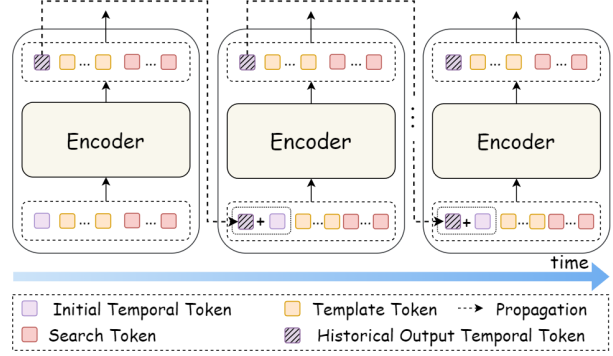 Encoder
Encoder
Encoder
time
Initial Temporal Token
Template Token
Propagation
Search Token
Historical Output Temporal Token